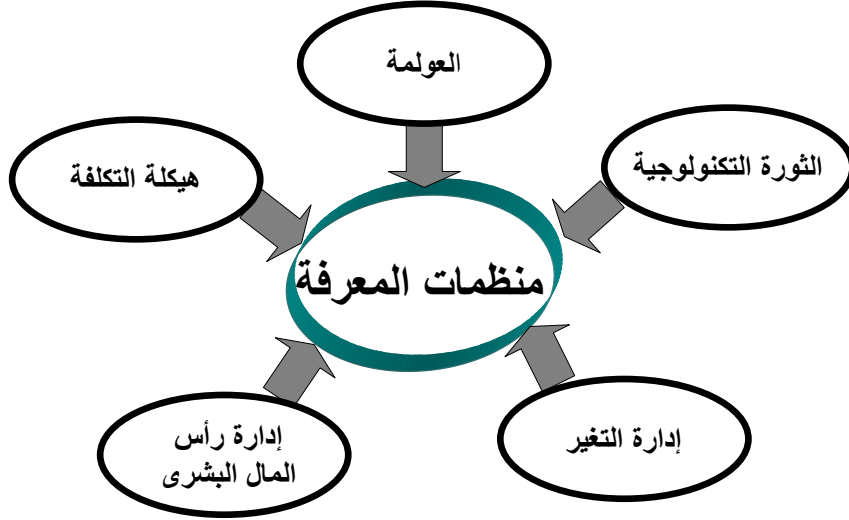 العولمة
الثورة التكنولوجية
هيكلة التكلفة
منظمات المعرفة
إدارة التغير
إدارة رأس
المال البشرى